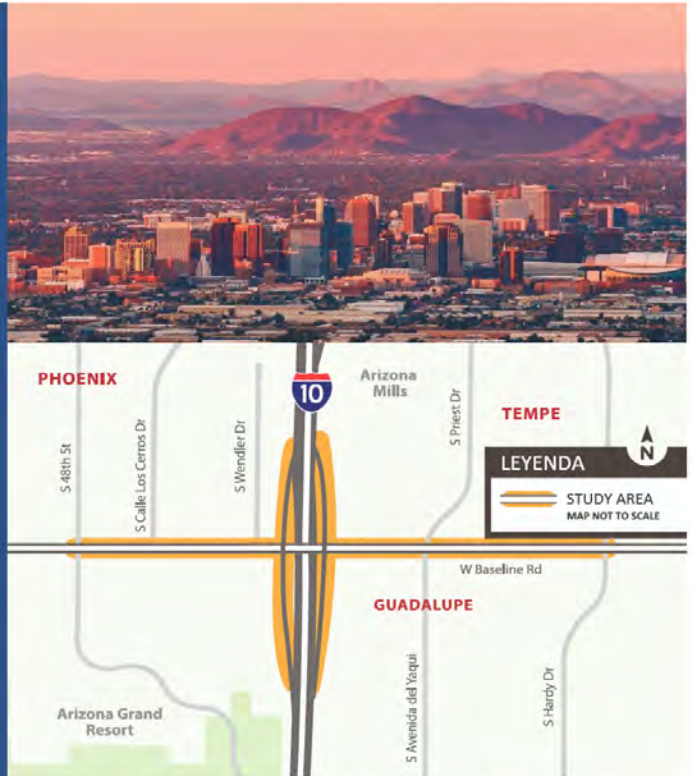 PHOENIX
10
Arizona
Mills
TEMPE
S 48th St
S Calle Los Cerros Dr
S Wendler Dr
S Priest Dr
N
LEYENDA
STUDY AREA
MAP NOT TO SCALE
W Baseline Rd
GUADALUPE
Arizona Grand
Resort
S Avenida del Yaqui
S Hardy Dr